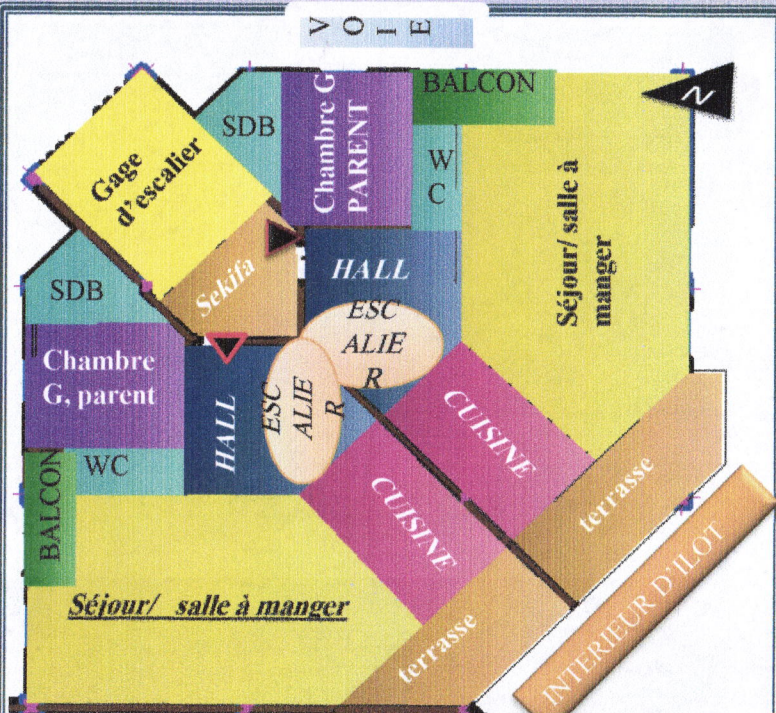 VOIE
N
BALCON
Chambre G
PARENT
SDB
WC
Gage
d'escalier
Séjour/ salle à
manger
HALL
Sekifa
ESC
ALIE
R
SDB
Chambre
G, parent
HALL
ESC
ALIE
R
CUISINE
WC
BALCON
CUISINE
terrasse
Séjour/ salle à manger
terrasse
INTERIEUR D'ILOT